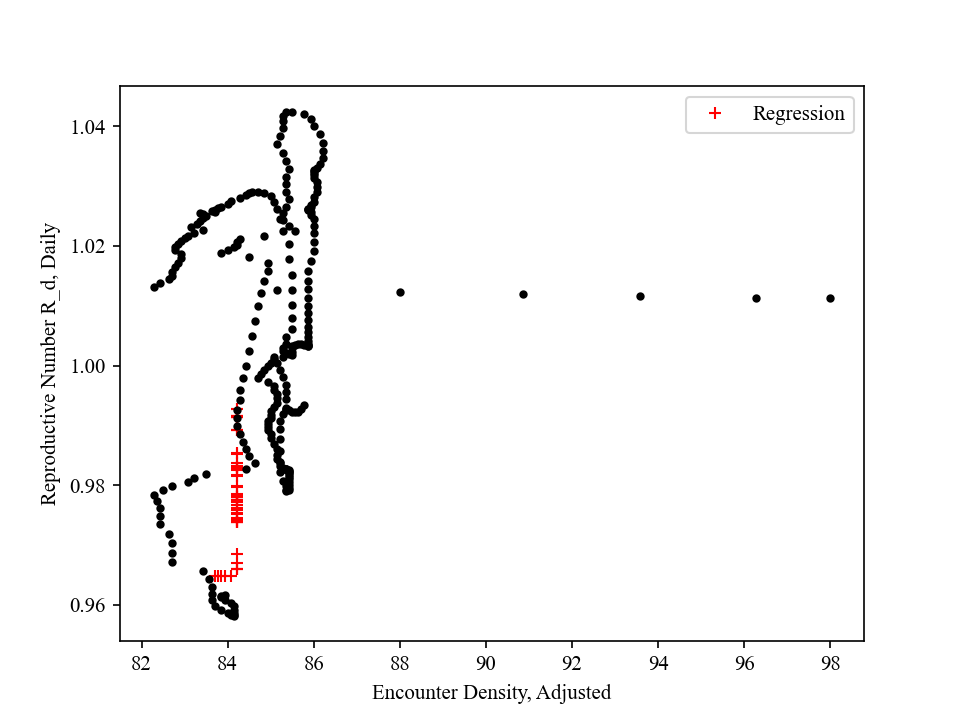 Regression
1.04
1.02
1.00
0.98
0.96
Reproductive Number R_d, Daily
82 84 86 88 90 92 94 96 98
Encounter Density, Adjusted